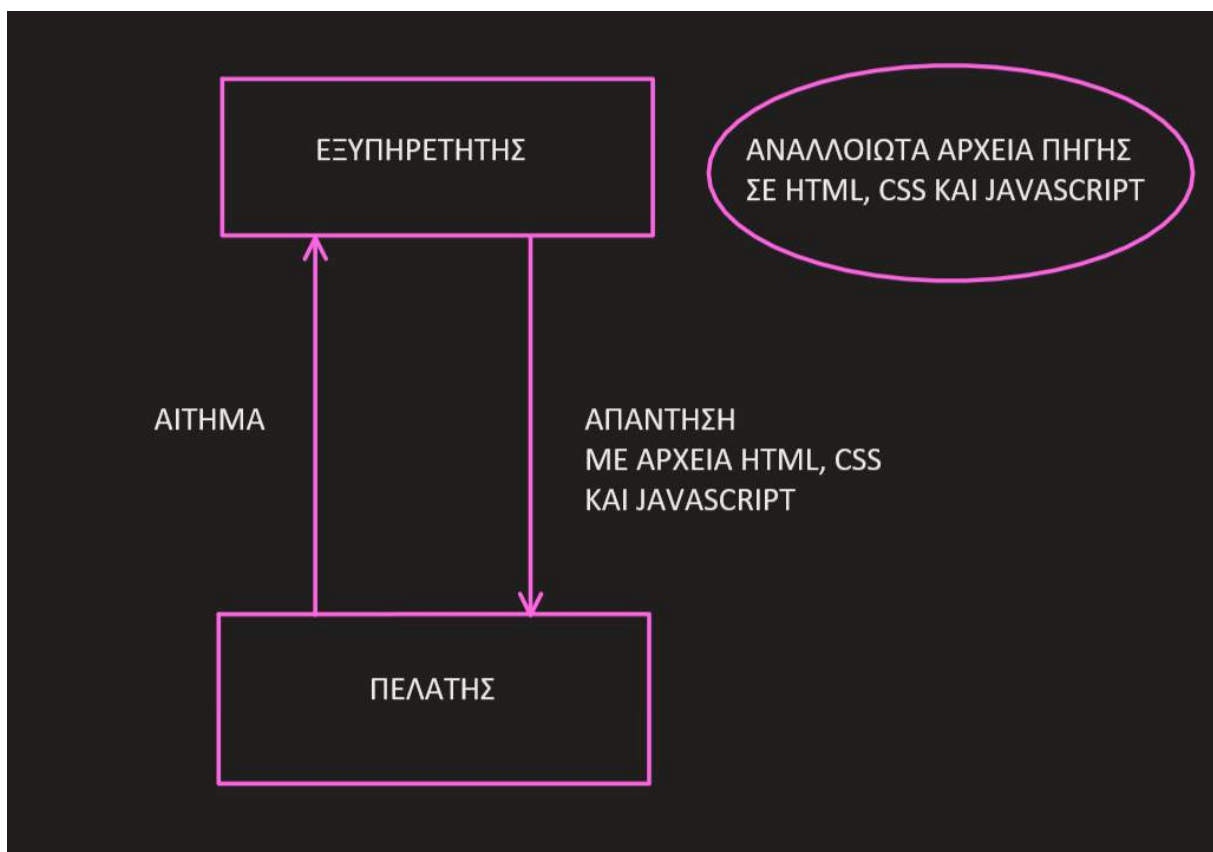 ΕΞΥΠΗΡΕΤΗΤΗΣ
ΑΝΑΛΛΟΙΩΤΑ ΑΡΧΕΙΑ ΠΗΓΗΣ
ΣΕ HTML, CSS ΚΑΙ JAVASCRIPT
ΑΙΤΗΜΑ
ΑΠΑΝΤΗΣΗ
ΜΕ ΑΡΧΕΙΑ HTML, CSS
ΚΑΙ JAVASCRIPT
ΠΕΛΑΤΗΣ